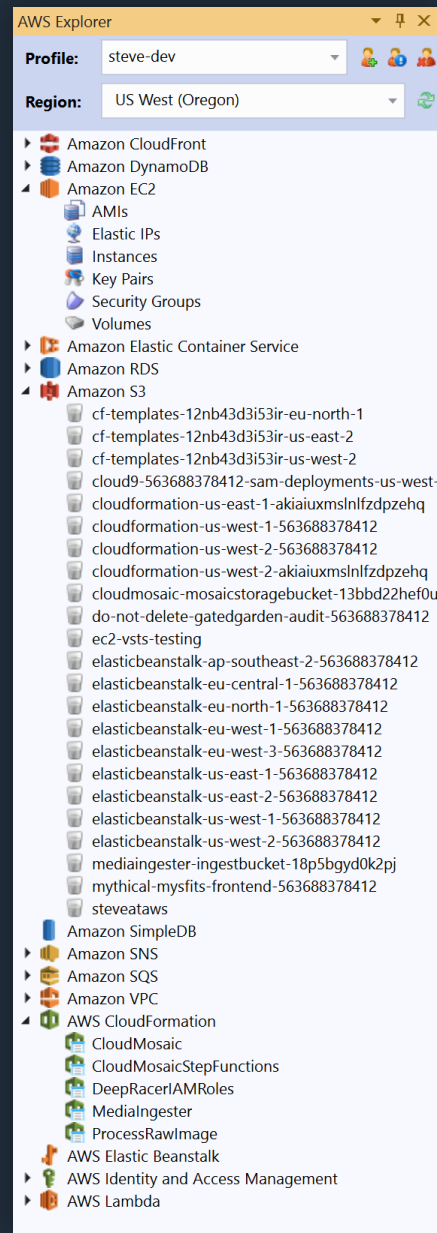 AWS Explorer
Profile: steve-dev
Region: US West (Oregon)
Amazon CloudFront
Amazon DynamoDB
Amazon EC2
AMIs
Elastic IPs
Instances
Key Pairs
Security Groups
Volumes
Amazon Elastic Container Service
Amazon RDS
Amazon S3
cf-templates-12nb43d3i53ir-eu-north-1
cf-templates-12nb43d3i53ir-us-east-2
cf-templates-12nb43d3i53ir-us-west-2
cloud9-563688378412-sam-deployments-us-west-
cloudformation-us-east-1-akiaiuxmslnlfzdpzehq
cloudformation-us-west-1-563688378412
cloudformation-us-west-2-563688378412
cloudformation-us-west-2-akiaiuxmslnlfzdpzehq
cloudmosaic-mosaicstoragebucket-13bbd22hef0u
do-not-delete-gatedgarden-audit-563688378412
ec2-vsts-testing
elasticbeanstalk-ap-southeast-2-563688378412
elasticbeanstalk-eu-central-1-563688378412
elasticbeanstalk-eu-north-1-563688378412
elasticbeanstalk-eu-west-1-563688378412
elasticbeanstalk-eu-west-3-563688378412
elasticbeanstalk-us-east-1-563688378412
elasticbeanstalk-us-east-2-563688378412
elasticbeanstalk-us-west-1-563688378412
elasticbeanstalk-us-west-2-563688378412
mediaingester-ingestbucket-18p5bgyd0k2pj
mythical-mysfits-frontend-563688378412
steveataws
Amazon SimpleDB
Amazon SNS
Amazon SQS
Amazon VPC
AWS CloudFormation
CloudMosaic
CloudMosaicStepFunctions
DeepRacerIAMRoles
MediaIngester
ProcessRawImage
AWS Elastic Beanstalk
AWS Identity and Access Management
AWS Lambda